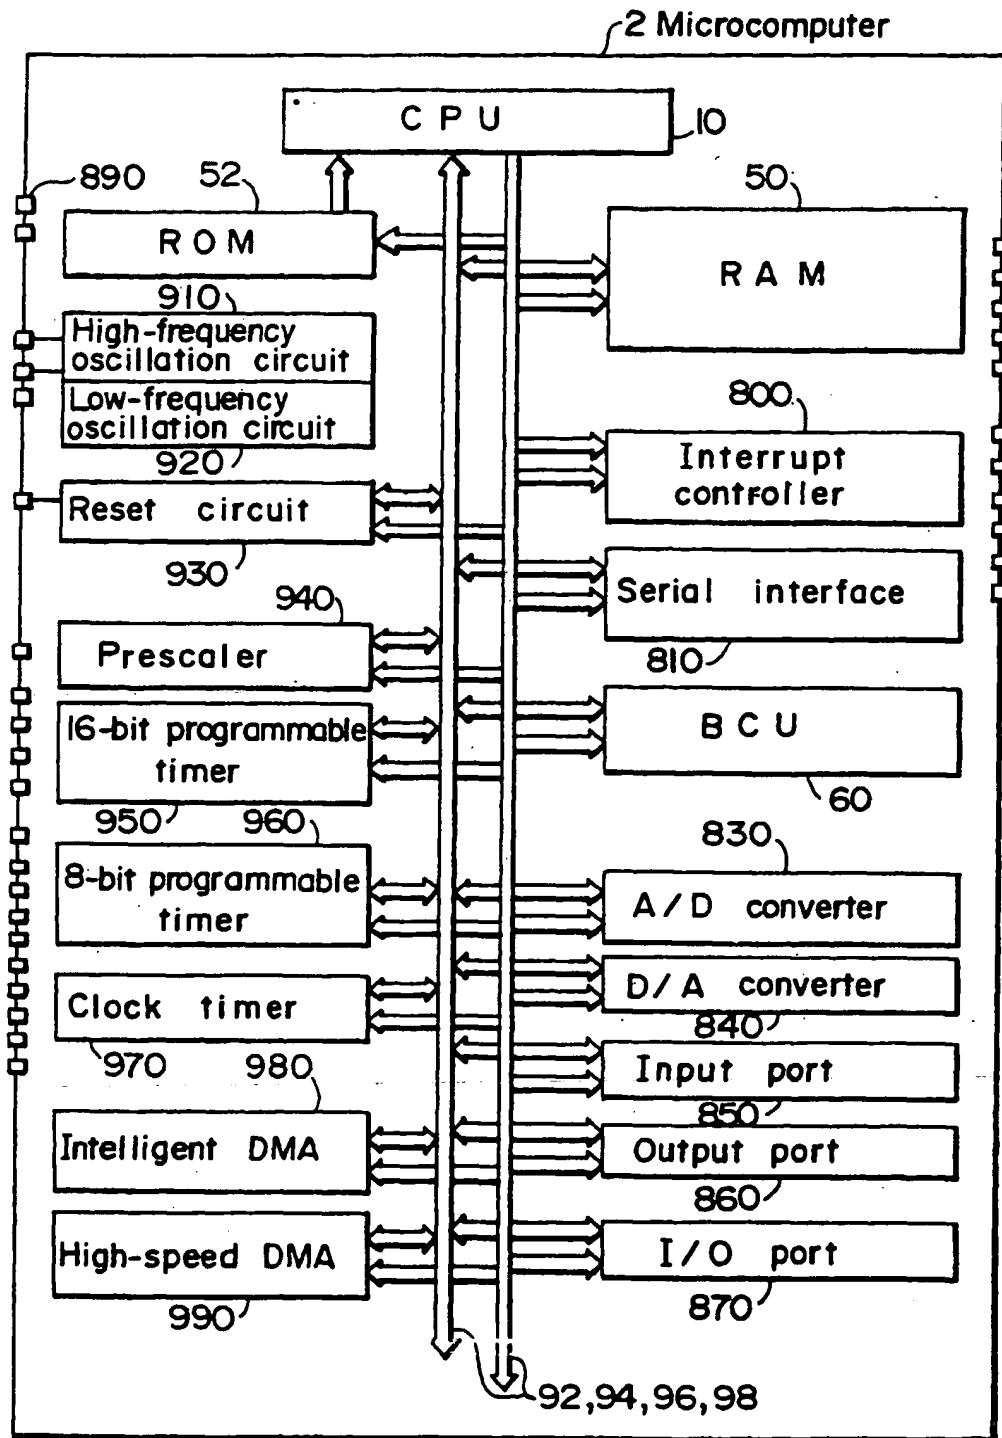 2 Microcomputer
CPU
10
890
52
50
ROM
RAM
910
High-frequency
oscillation circuit
Low-frequency
oscillation circuit
920
800
Interrupt
controller
Reset circuit
930
Serial interface
810
940
Prescaler
16-bit programmable
timer
950
BCU
60
960
8-bit programmable
timer
830
A/D converter
D/A converter
840
Clock timer
970
Input port
850
980
Intelligent DMA
Output port
860
High-speed DMA
990
I/O port
870
92, 94, 96, 98